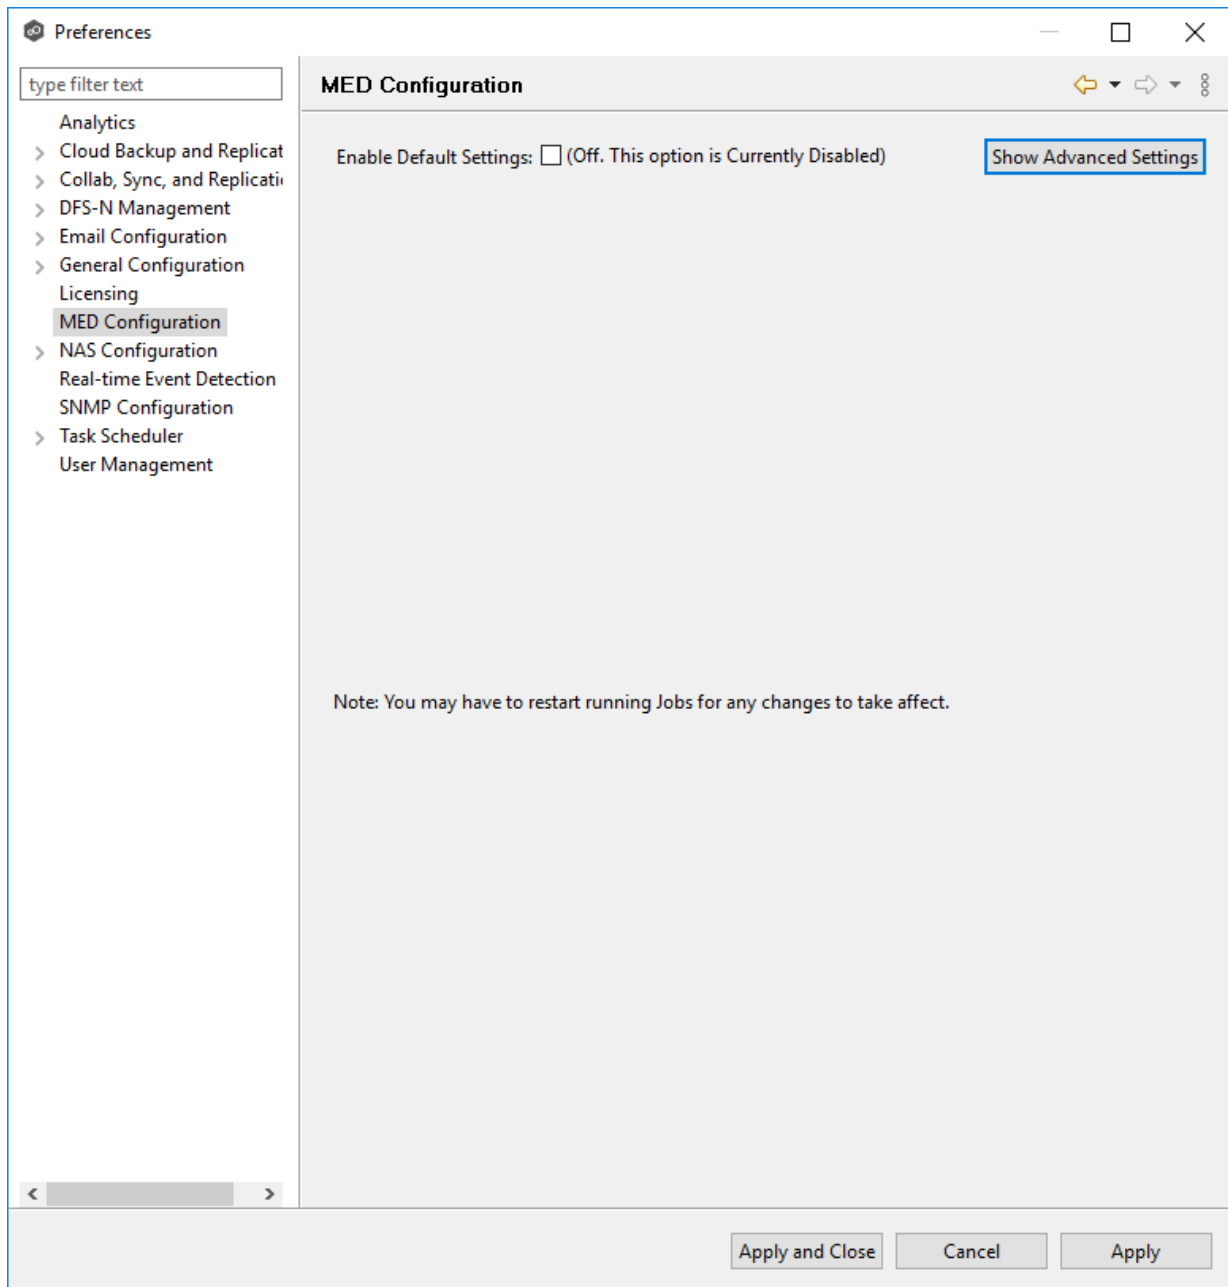 Preferences
type filter text
Analytics
Cloud Backup and Replicat
Collab, Sync, and Replicati
DFS-N Management
Email Configuration
General Configuration
Licensing
MED Configuration
NAS Configuration
Real-time Event Detection
SNMP Configuration
Task Scheduler
User Management
MED Configuration
Enable Default Settings: (Off. This option is Currently Disabled)
Show Advanced Settings
Note: You may have to restart running Jobs for any changes to take affect.
Apply and Close
Cancel
Apply